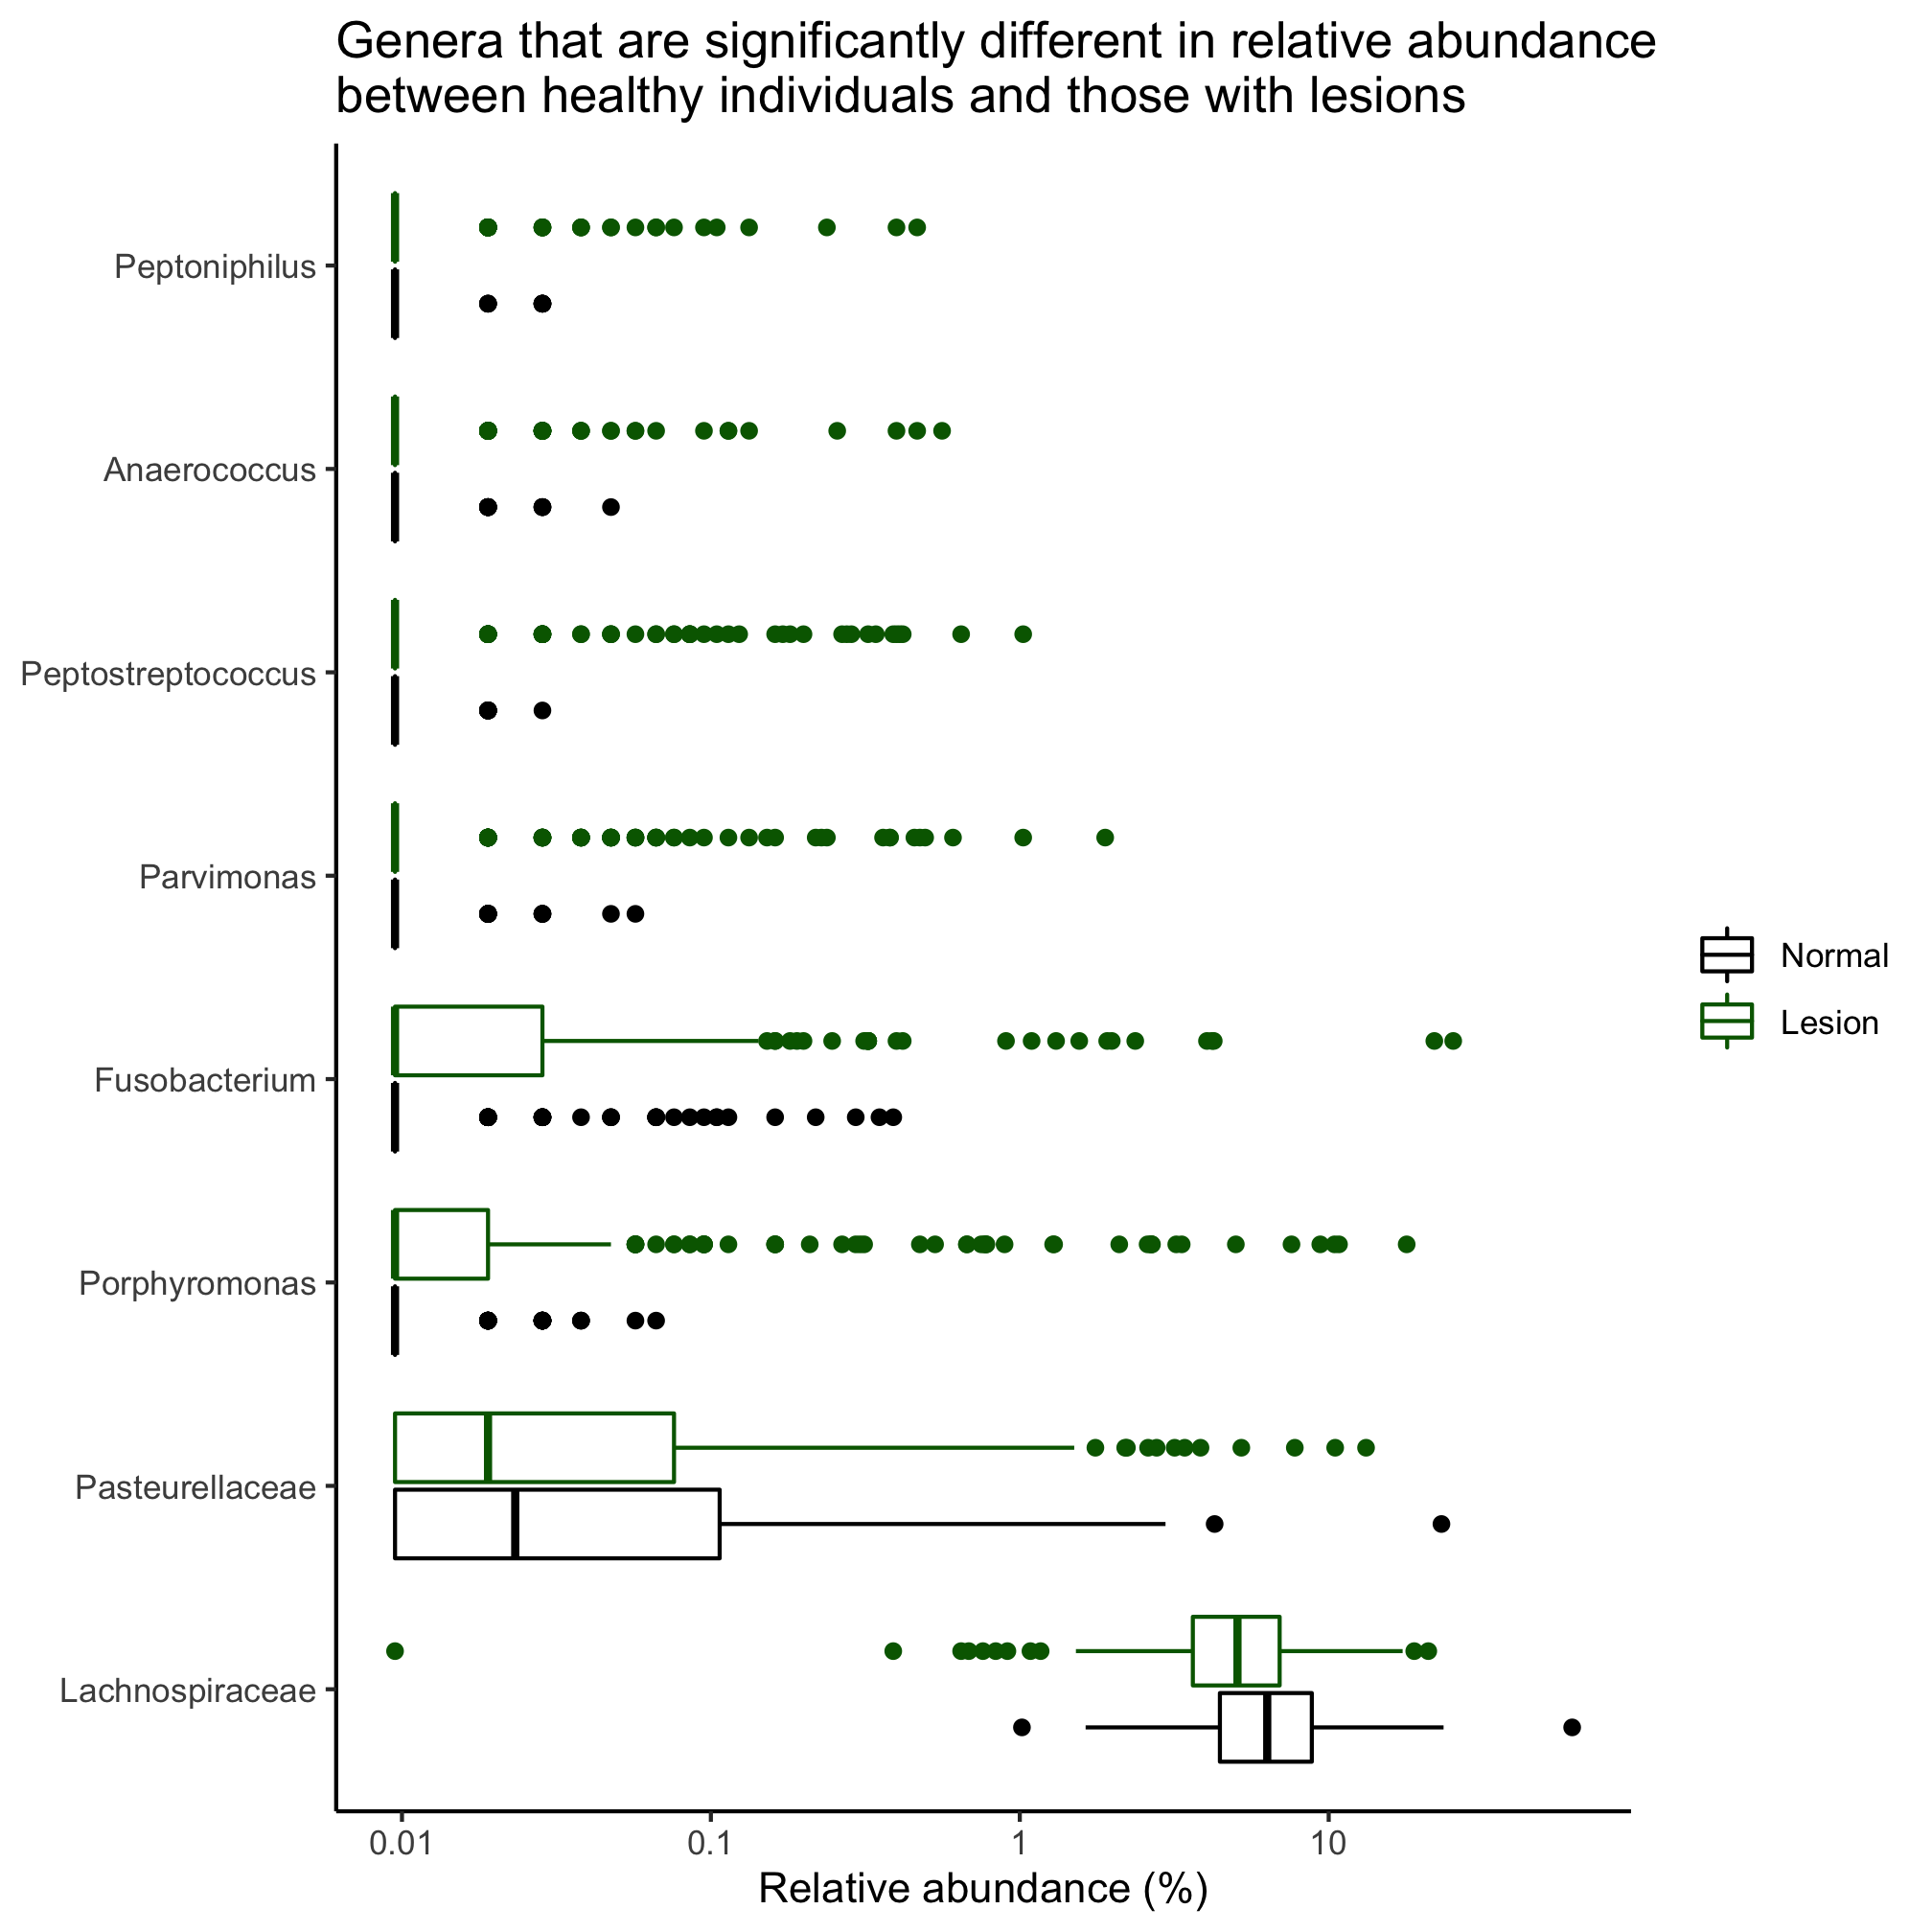 Genera that are significantly different in relative abundance
between healthy individuals and those with lesions
Peptoniphilus
Anaerococcus
Peptostreptococcus
Parvimonas
Fusobacterium
Porphyromonas
Pasteurellaceae
Lachnospiraceae
Normal
Lesion
0.01 0.1 1 10
Relative abundance (%)